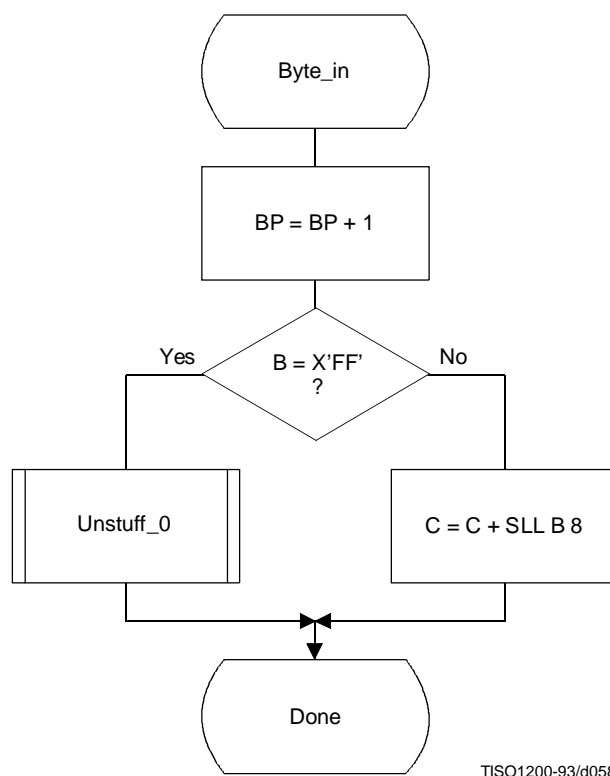 Byte_in
BP = BP + 1
B = X'FF'
?
Yes
No
Unstuff_0
C = C + SLL B 8
Done